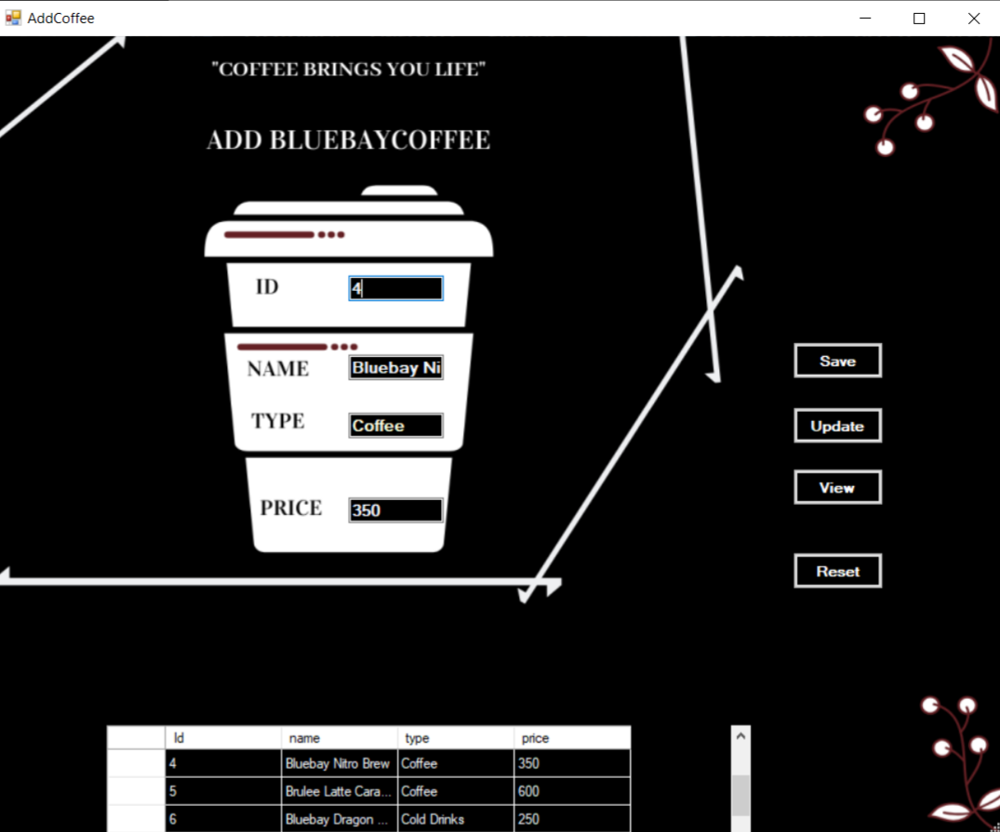 AddCoffee
"COFFEE BRINGS YOU LIFE"
ADD BLUEBAYCOFFEE
ID 4
NAME Bluebay Ni
TYPE Coffee
PRICE 350
Save
Update
View
Reset
Id name type price
4 Bluebay Nitro Brew Coffee 350
5 Brulee Latte Cara... Coffee 600
6 Bluebay Dragon ... Cold Drinks 250